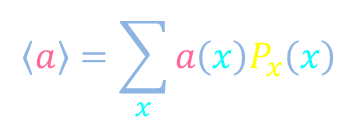 ⟨a⟩ = ∑ₓ a(x)Pₓ(x)